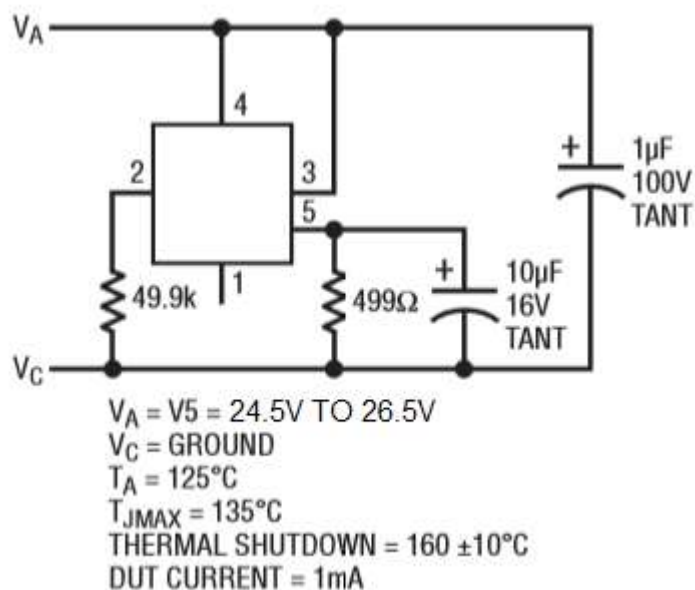 VA
4
2
3
5
1
49.9k
499Ω
+
10µF
16V
TANT
+
1µF
100V
TANT
VC
VA = V5 = 24.5V TO 26.5V
VC = GROUND
TA = 125°C
TJMAX = 135°C
THERMAL SHUTDOWN = 160 ±10°C
DUT CURRENT = 1mA